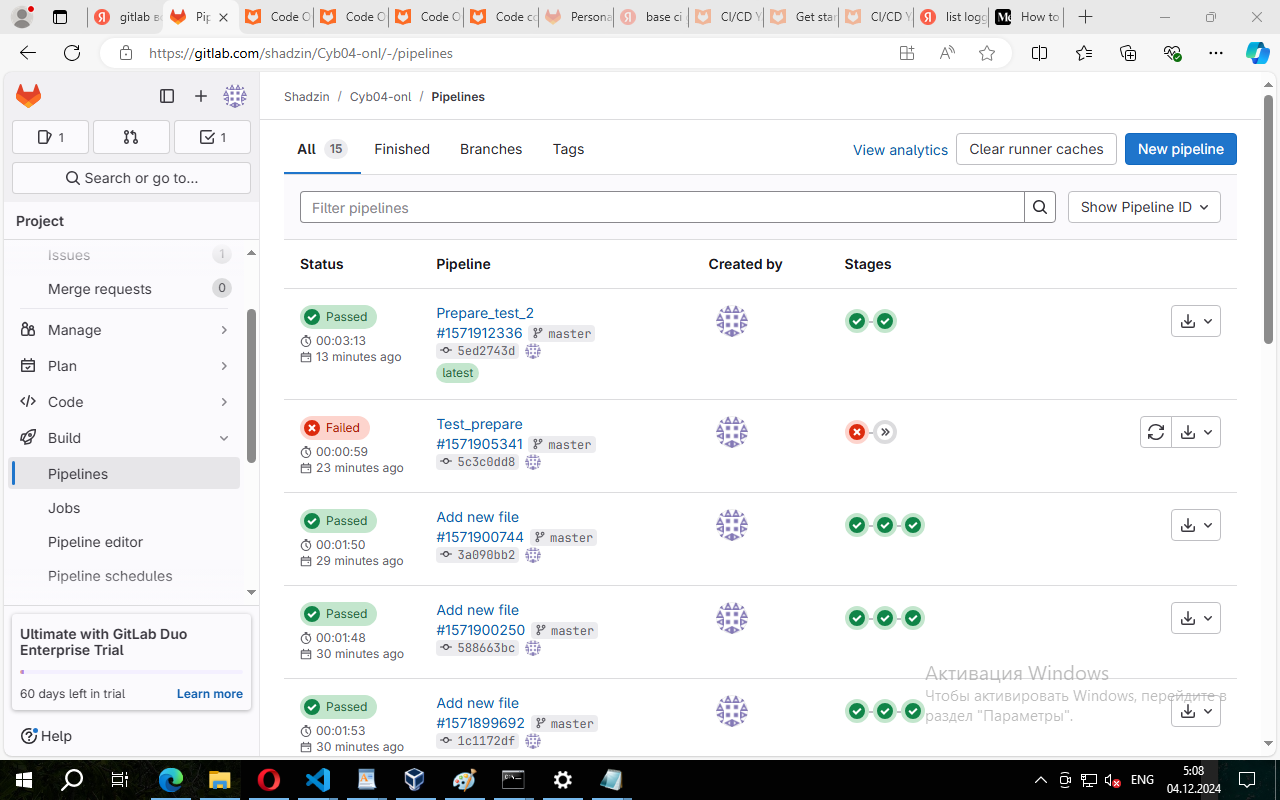 gitlab в
Pip
Code O
Code O
Code O
Code co
Persona
base ci
CI/CD Y
Get star
CI/CD Y
list logg
How to
https://gitlab.com/shadzin/Cyb04-onl/-/pipelines
1
1
Search or go to...
Project
Issues 1
Merge requests 0
Manage
Plan
Code
Build
Pipelines
Jobs
Pipeline editor
Pipeline schedules
Ultimate with GitLab Duo
Enterprise Trial
60 days left in trial Learn more
Help
Shadzin / Cyb04-onl / Pipelines
All 15 Finished Branches Tags
View analytics Clear runner caches New pipeline
Filter pipelines Show Pipeline ID
Status Pipeline Created by Stages
Passed
00:03:13
13 minutes ago
Prepare_test_2
#1571912336 master
5ed2743d
latest
Failed
00:00:59
23 minutes ago
Test_prepare
#1571905341 master
5c3c0dd8
Passed
00:01:50
29 minutes ago
Add new file
#1571900744 master
3a090bb2
Passed
00:01:48
30 minutes ago
Add new file
#1571900250 master
588663bc
Passed
00:01:53
30 minutes ago
Add new file
#1571899692 master
1c1172df
Активация Windows
Чтобы активировать Windows, перейдите в
раздел "Параметры".
ENG
5:08
04.12.2024